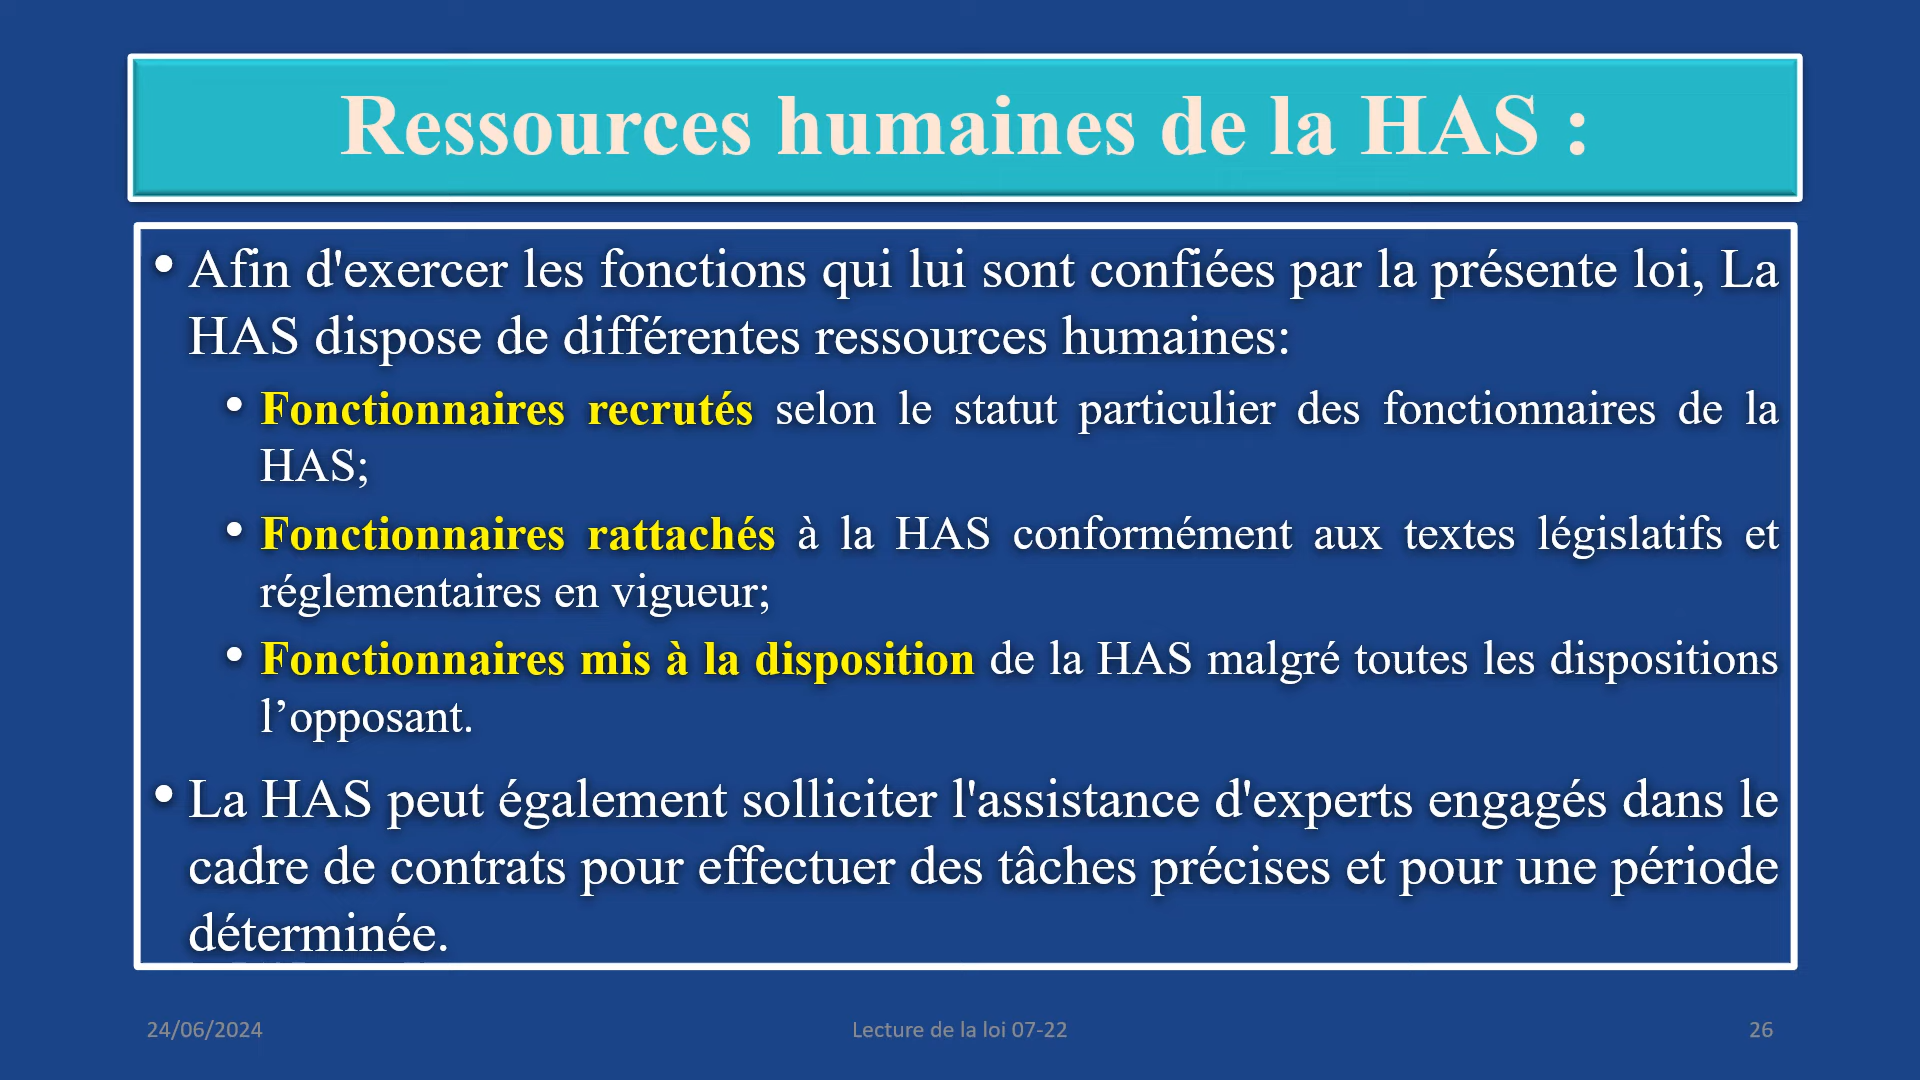 Ressources humaines de la HAS :
• Afin d'exercer les fonctions qui lui sont confiées par la présente loi, La
HAS dispose de différentes ressources humaines:
• Fonctionnaires recrutés selon le statut particulier des fonctionnaires de la
HAS;
• Fonctionnaires rattachés à la HAS conformément aux textes législatifs et
réglementaires en vigueur;
• Fonctionnaires mis à la disposition de la HAS malgré toutes les dispositions
l’opposant.
• La HAS peut également solliciter l'assistance d'experts engagés dans le
cadre de contrats pour effectuer des tâches précises et pour une période
déterminée.
24/06/2024
Lecture de la loi 07-22
26